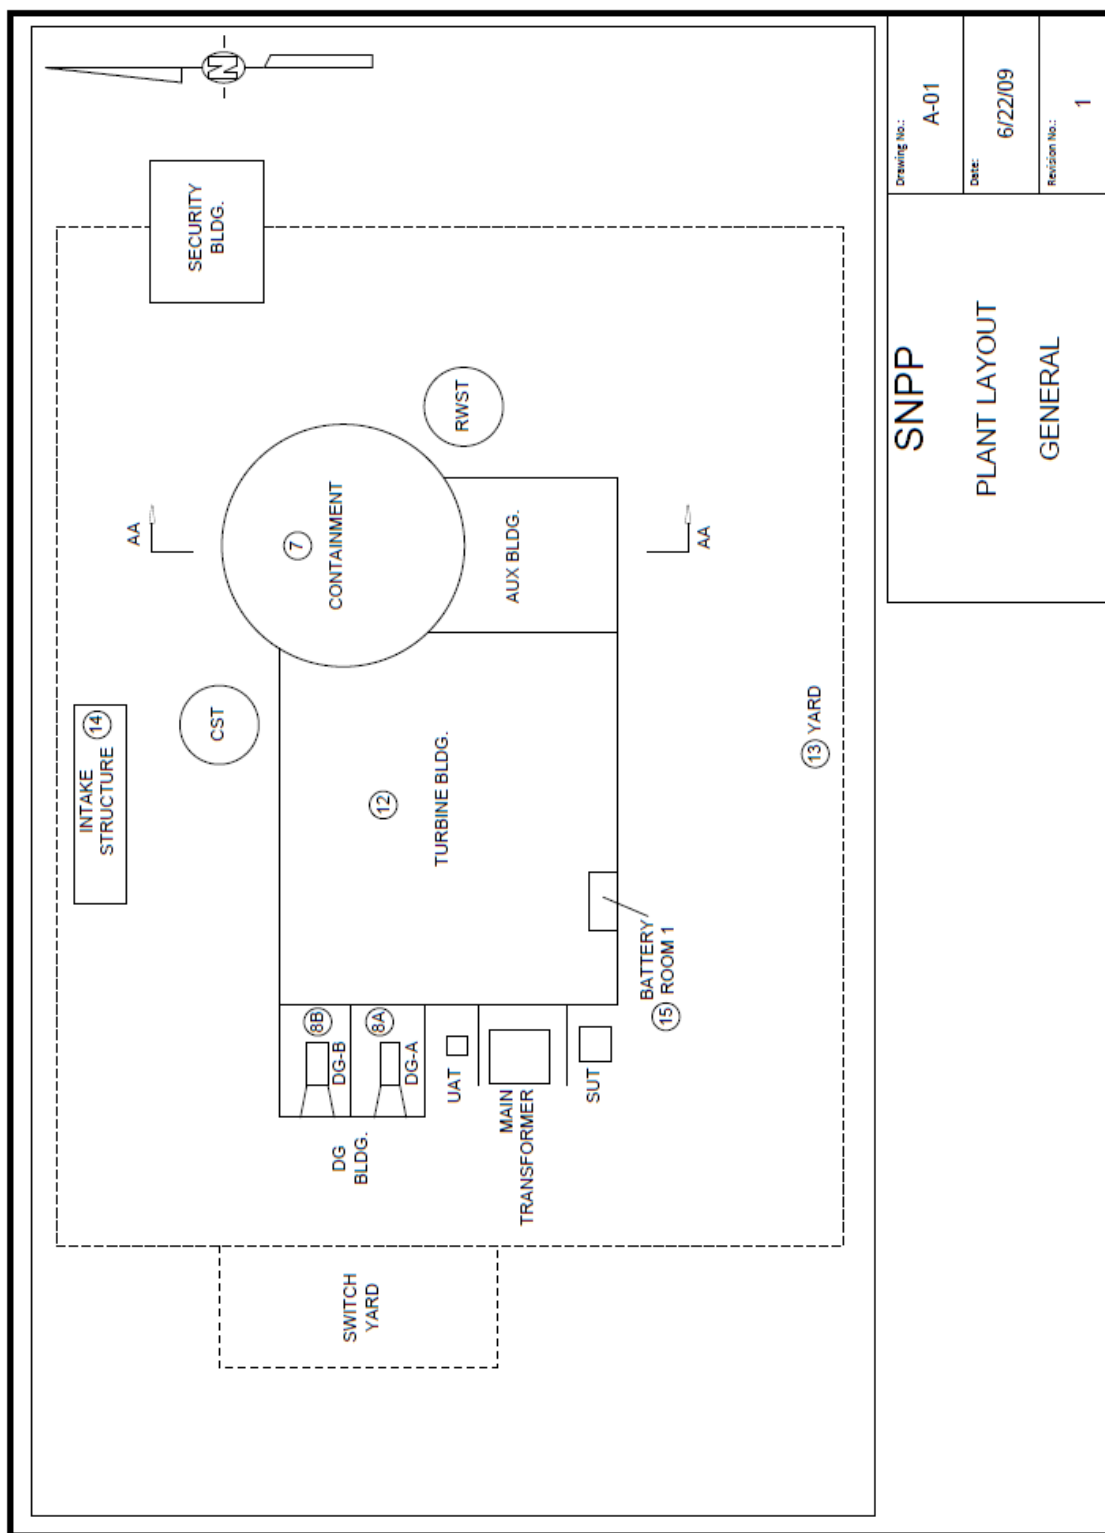 INTAKE
STRUCTURE 14
AA
SECURITY
BLDG.
CST
N
7
CONTAINMENT
8B
DG-B
DG
BLDG.
SWITCH
YARD
8A
DG-A
12
TURBINE BLDG.
UAT
RWST
MAIN
TRANSFORMER
AUX BLDG.
SUT
BATTERY
15 ROOM 1
AA
13 YARD
SNPP
PLANT LAYOUT
GENERAL
Drawing No.:
A-01
Date:
6/22/09
Revision No.:
1